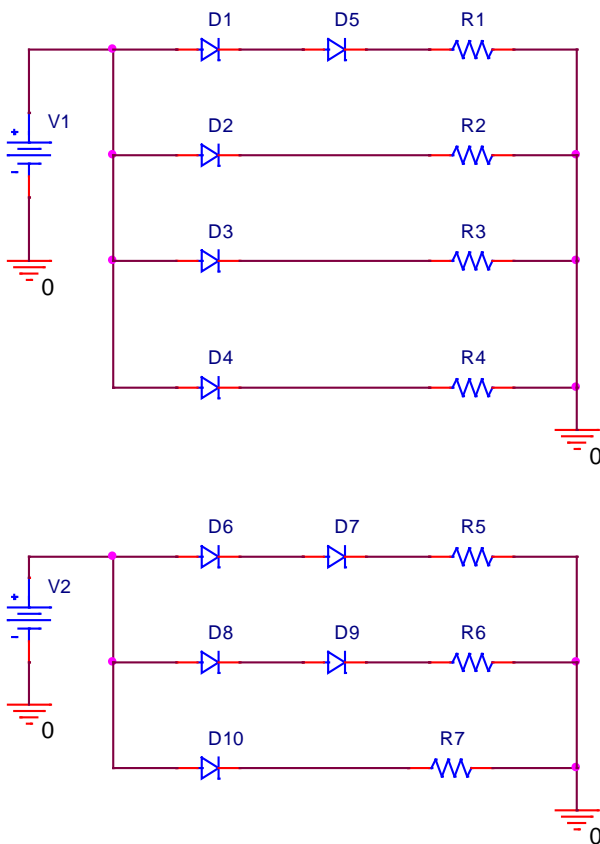 D1 D5 R1
V1
+
-
D2 R2
D3 R3
0
D4 R4
0
D6 D7 R5
V2
+
-
D8 D9 R6
0
D10 R7
0